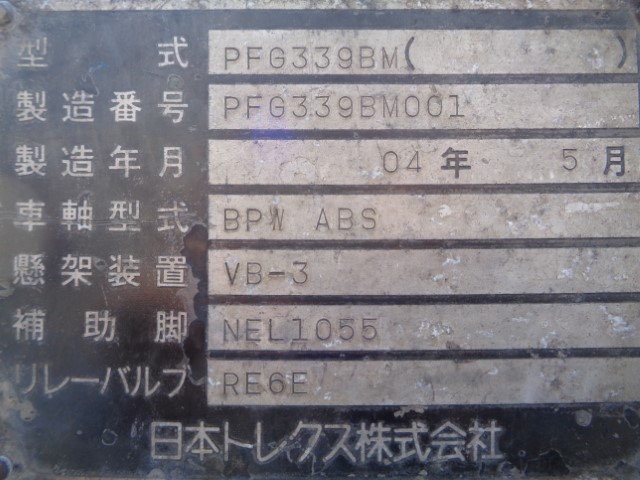 型式 PFG339BM( )
製造番号 PFG339BM001
製造年月 04年 5月
車軸型式 BPW ABS
懸架装置 VB-3
補助脚 NEL1055
リレーバルブ RE6E
日本トレクス株式会社